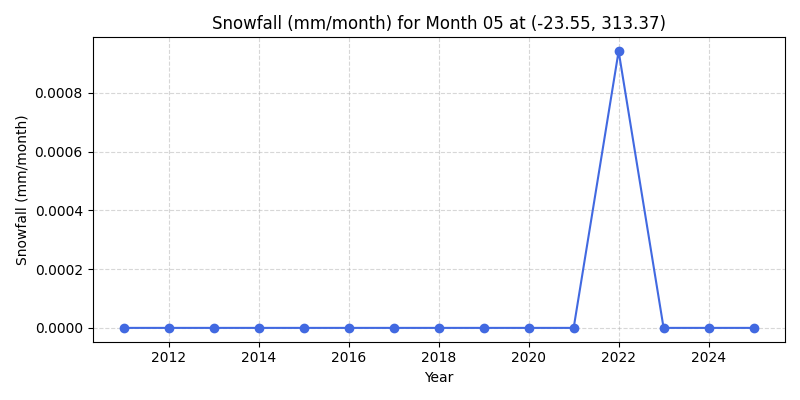 Snowfall (mm/month) for Month 05 at (-23.55, 313.37)
Snowfall (mm/month)
0.0008
0.0006
0.0004
0.0002
0.0000
2012 2014 2016 2018 2020 2022 2024
Year